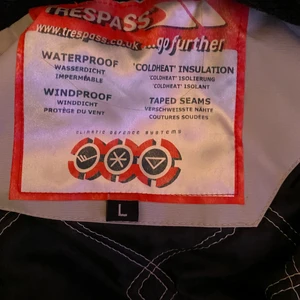 TRESPASS
www.trespass.co.uk
go further
WATERPROOF
WASSERDICHT
IMPERMÉABLE
WINDPROOF
WINDDICHT
PROTÉGE DU VENT
'COLDHEAT' INSULATION
'COLDHEAT' ISOLIERUNG
'COLDHEAT' ISOLANT
TAPED SEAMS
VERSCHWEISSTE NÄHTE
COUTURES SOUDÉES
CLIMATIC DEFENCE SYSTEMS
L